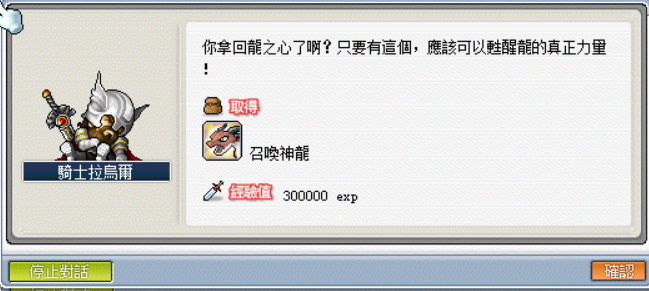 你拿回龍之心了啊？只要有這個，應該可以甦醒龍的真正力量
！
取得
召喚神龍
騎士拉烏爾
經驗值 300000 exp
停止對話
確認